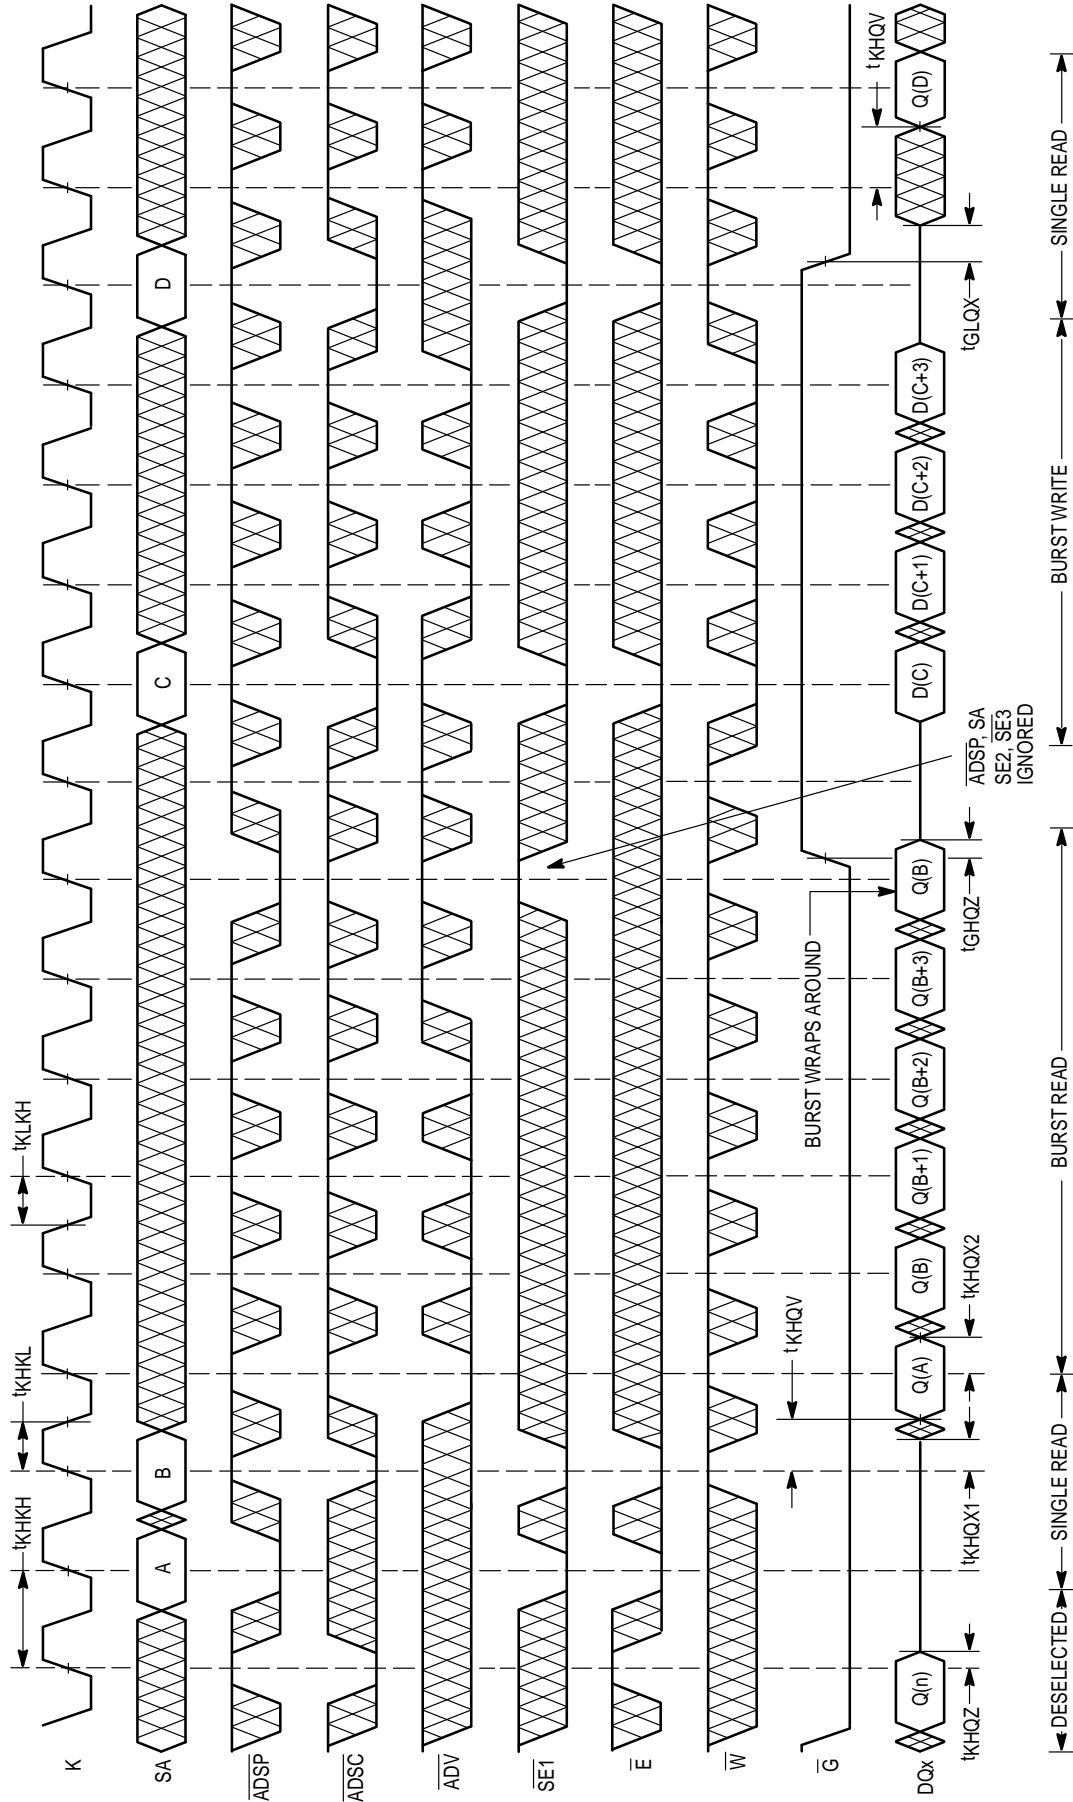 tKHKH
tKHKL
tKLKH
K
SA
A
B
C
D
ADSP
ADSC
ADV
SE1
E
W
G
tKHQV
BURST WRAPS AROUND
ADSP, SA
SE2, SE3
IGNORED
tKHQV
DQx
Q(n)
Q(A)
Q(B)
Q(B+1)
Q(B+2)
Q(B+3)
Q(B)
D(C)
D(C+1)
D(C+2)
D(C+3)
Q(D)
tKHQZ
tKHQX1
tKHQX2
tGHQZ
tGLQX
DESELECTED
SINGLE READ
BURST READ
BURST WRITE
SINGLE READ